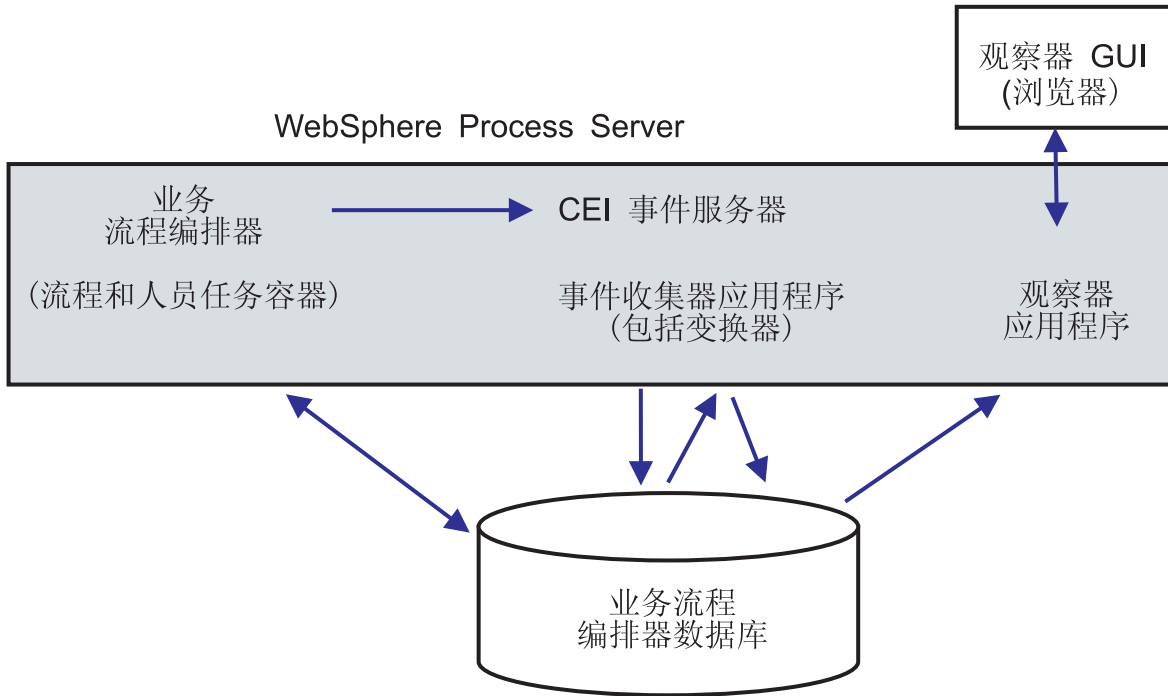 观察器 GUI
(浏览器)
WebSphere Process Server
业务
流程编排器
(流程和人员任务容器)
CEI 事件服务器
事件收集器应用程序
(包括变换器)
观察器
应用程序
业务流程
编排器数据库